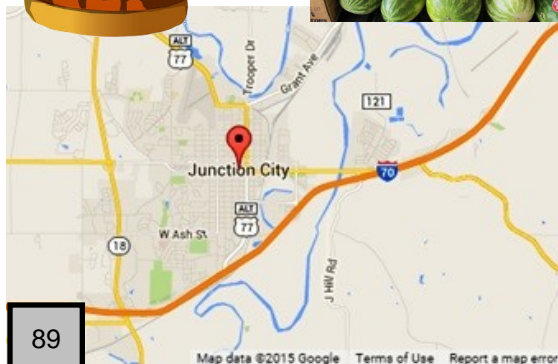 ALT
77
Trooper Dr
Grant Ave
121
Junction City
70
ALT
77
W Ash St
18
J Hill Rd
89
Map data ©2015 Google Terms of Use Report a map error